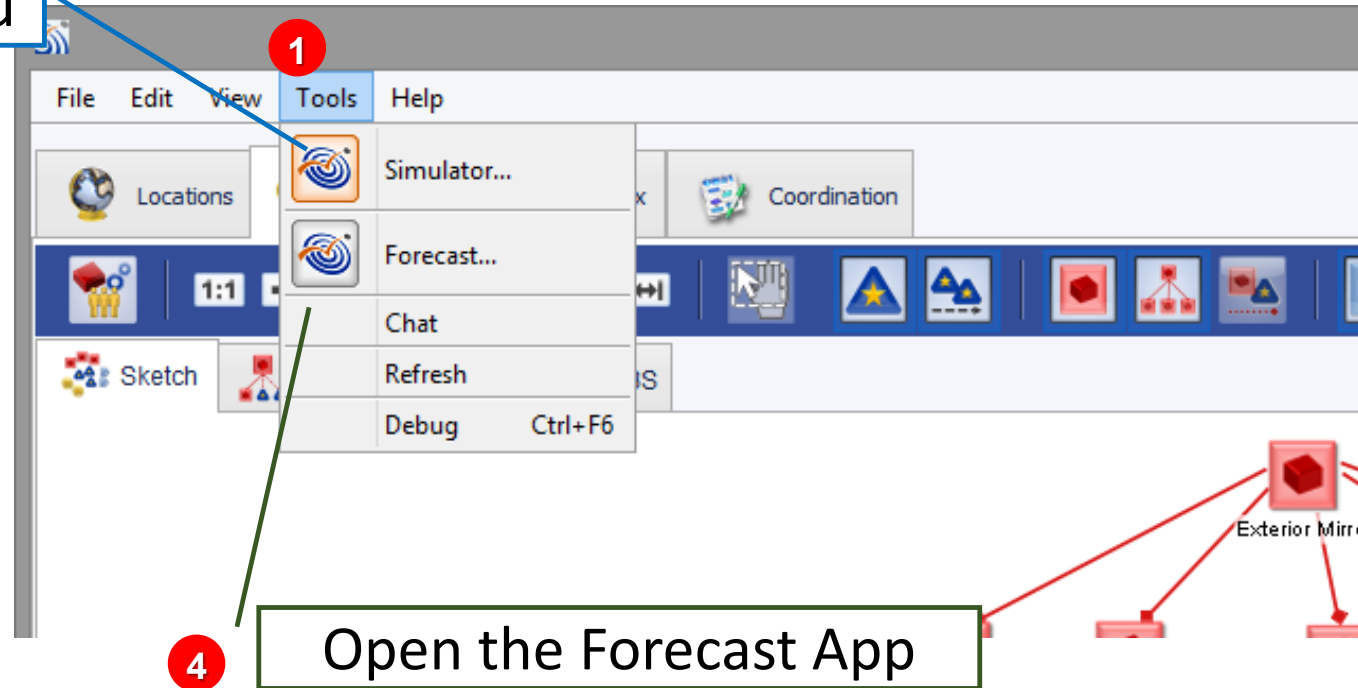 1
File Edit View Tools Help
Simulator...
Locations
Coordination
Forecast...
1:1
Chat
Sketch
Refresh
Debug Ctrl+F6
Exterior
4
Open the Forecast App